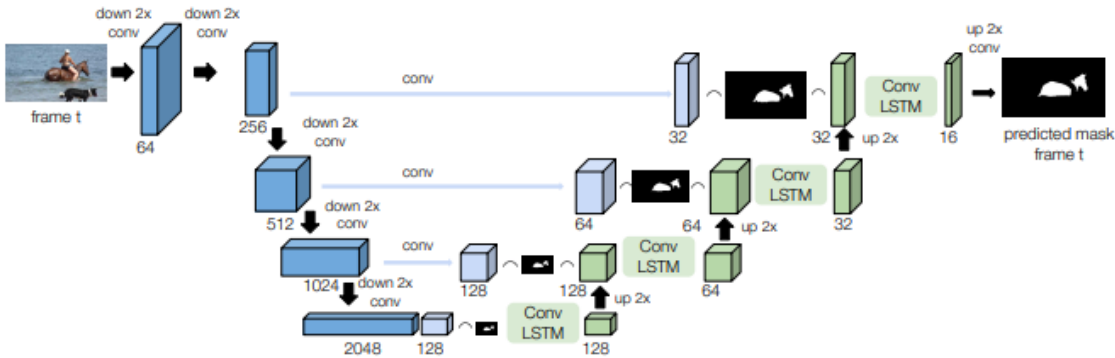 down 2x
conv
down 2x
conv
frame t
64
256
conv
32
32
Conv
LSTM
16
up 2x
conv
predicted mask
frame t
down 2x
conv
up 2x
512
conv
64
64
Conv
LSTM
32
down 2x
conv
up 2x
1024
conv
128
128
Conv
LSTM
64
down 2x
conv
up 2x
2048
128
Conv
LSTM
128